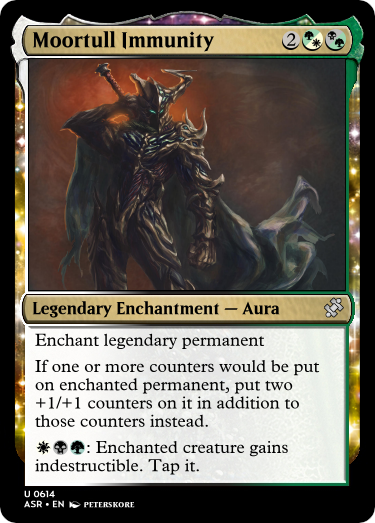 Moortull Immunity 2
Legendary Enchantment — Aura
Enchant legendary permanent
If one or more counters would be put
on enchanted permanent, put two
+1/+1 counters on it in addition to
those counters instead.
: Enchanted creature gains
indestructible. Tap it.
U 0614
ASR • EN PETERSKORE